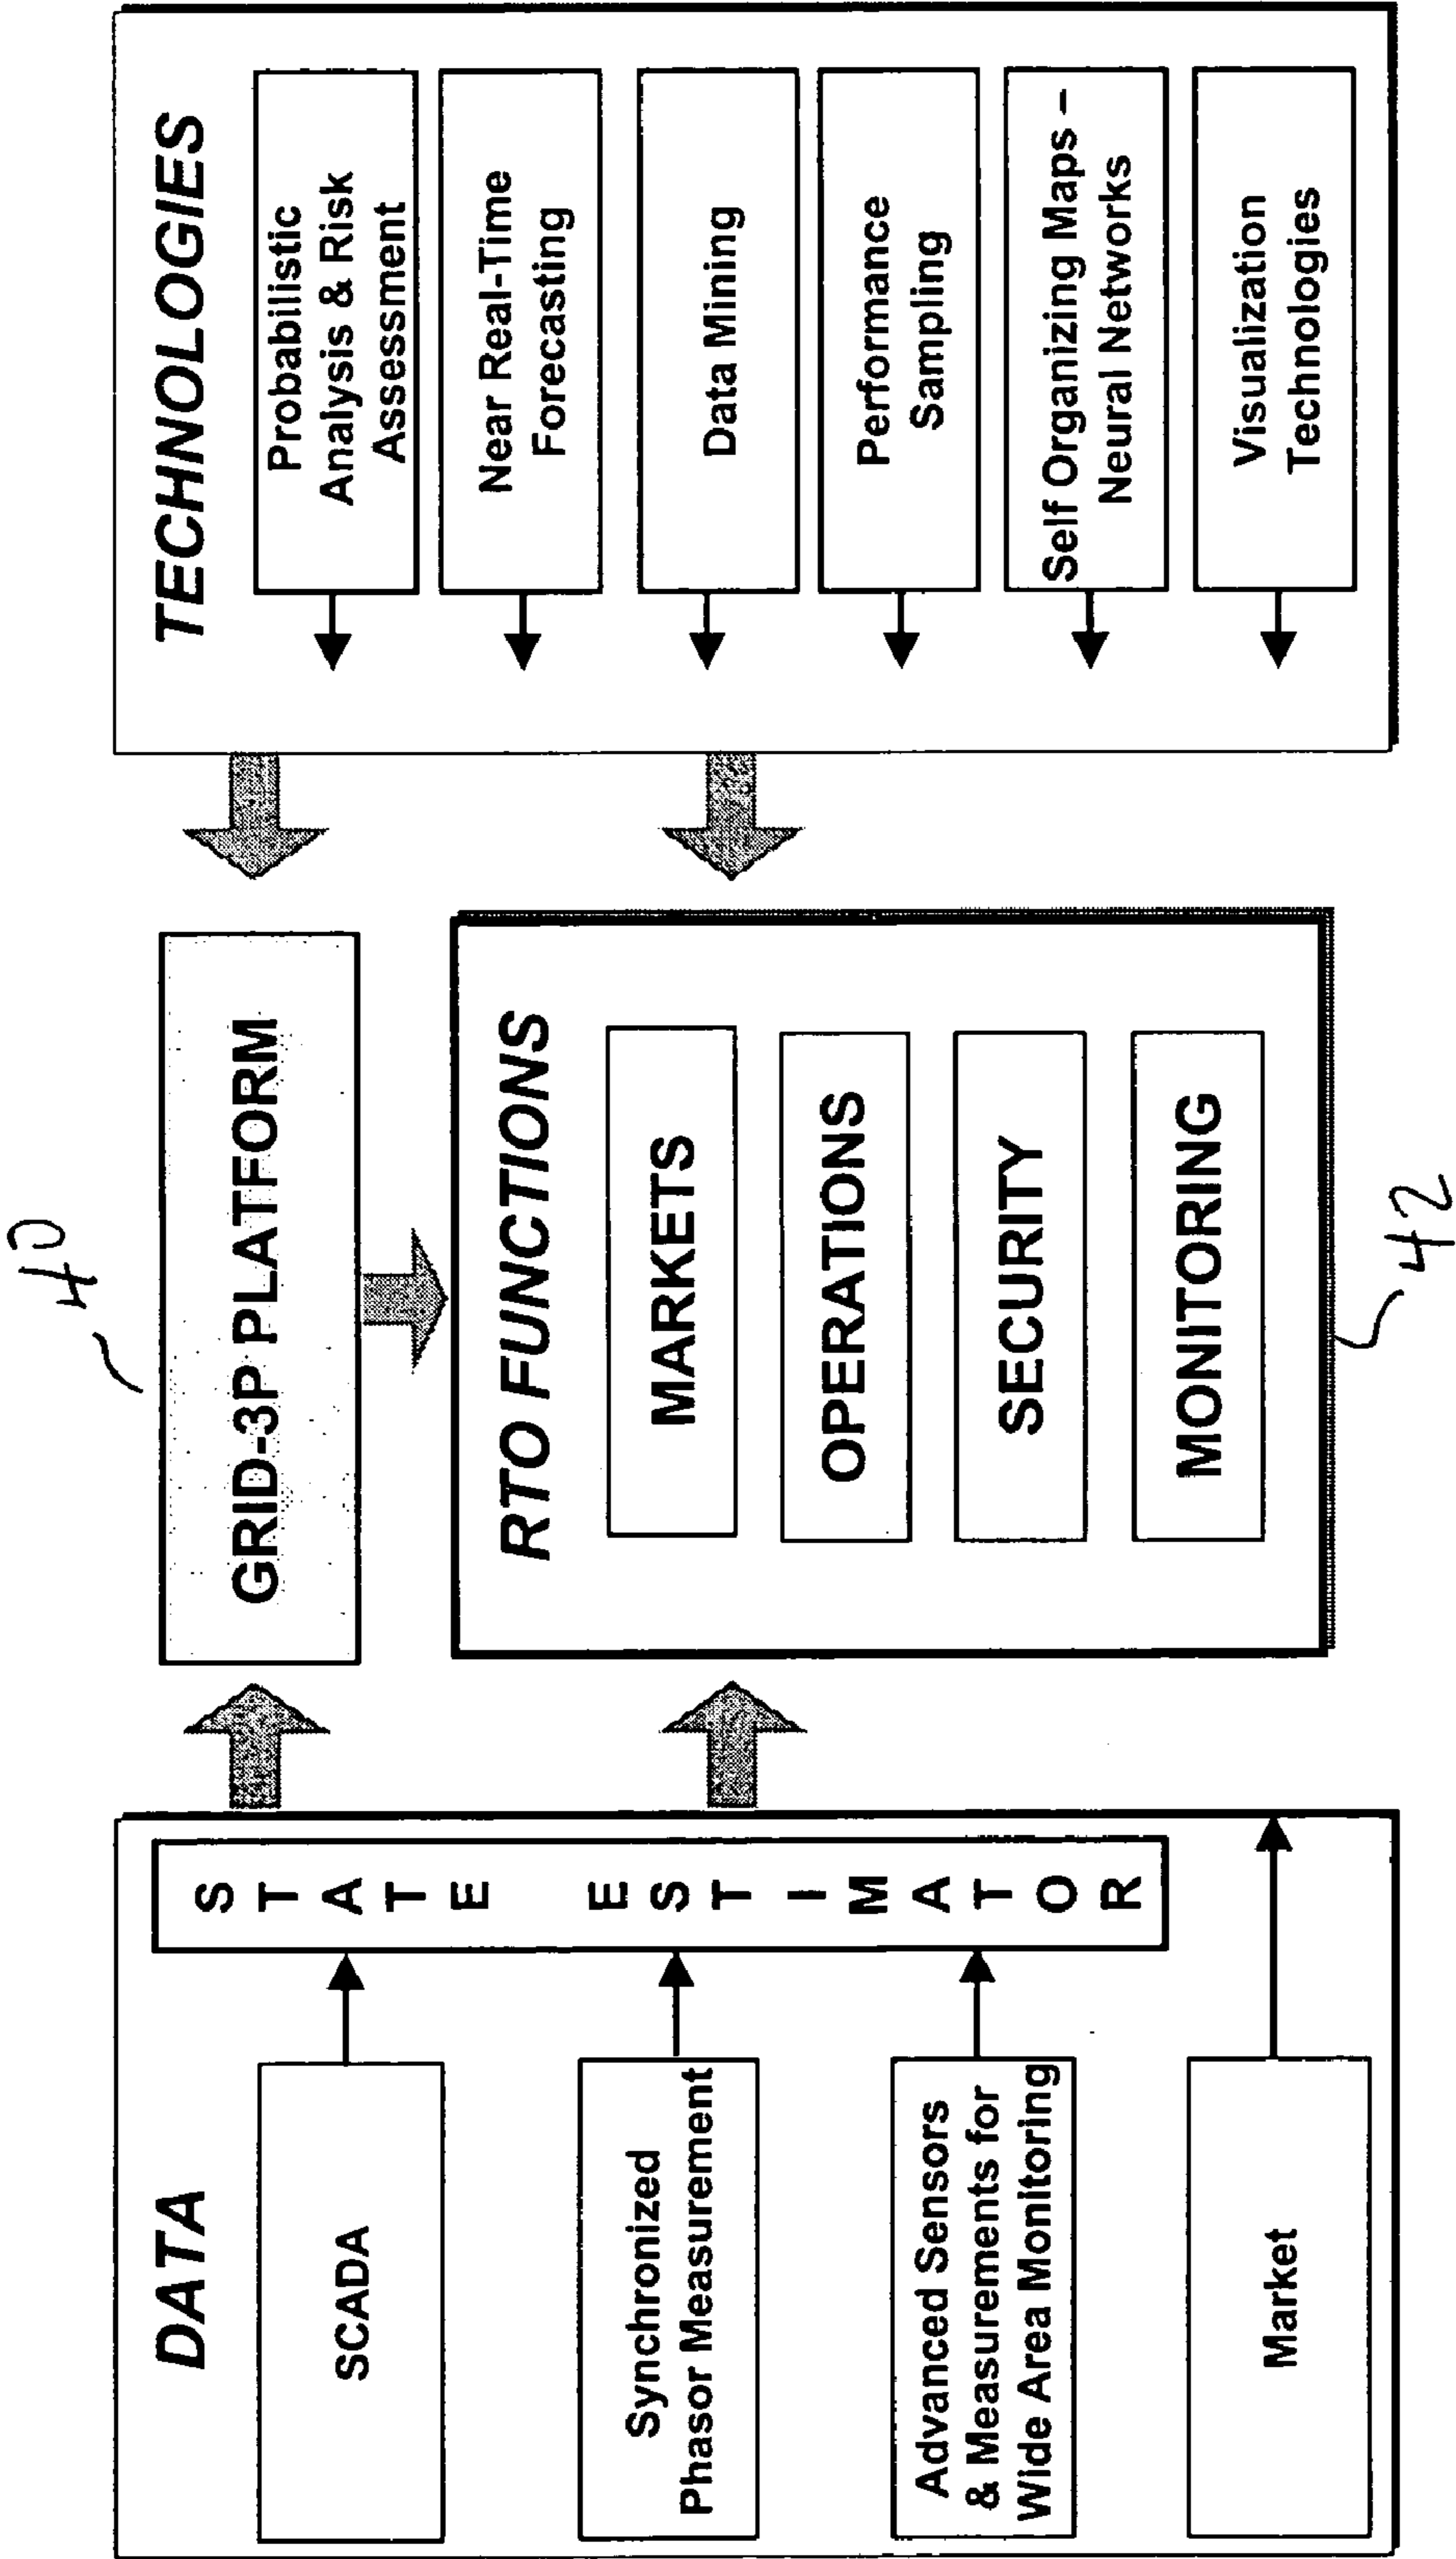 DATA
SCADA
Synchronized
Phasor Measurement
Advanced Sensors
& Measurements for
Wide Area Monitoring
Market
STATE ESTIMATOR
40
GRID-3P PLATFORM
RTO FUNCTIONS
MARKETS
OPERATIONS
SECURITY
MONITORING
42
TECHNOLOGIES
Probabilistic
Analysis & Risk
Assessment
Near Real-Time
Forecasting
Data Mining
Performance
Sampling
Self Organizing Maps –
Neural Networks
Visualization
Technologies